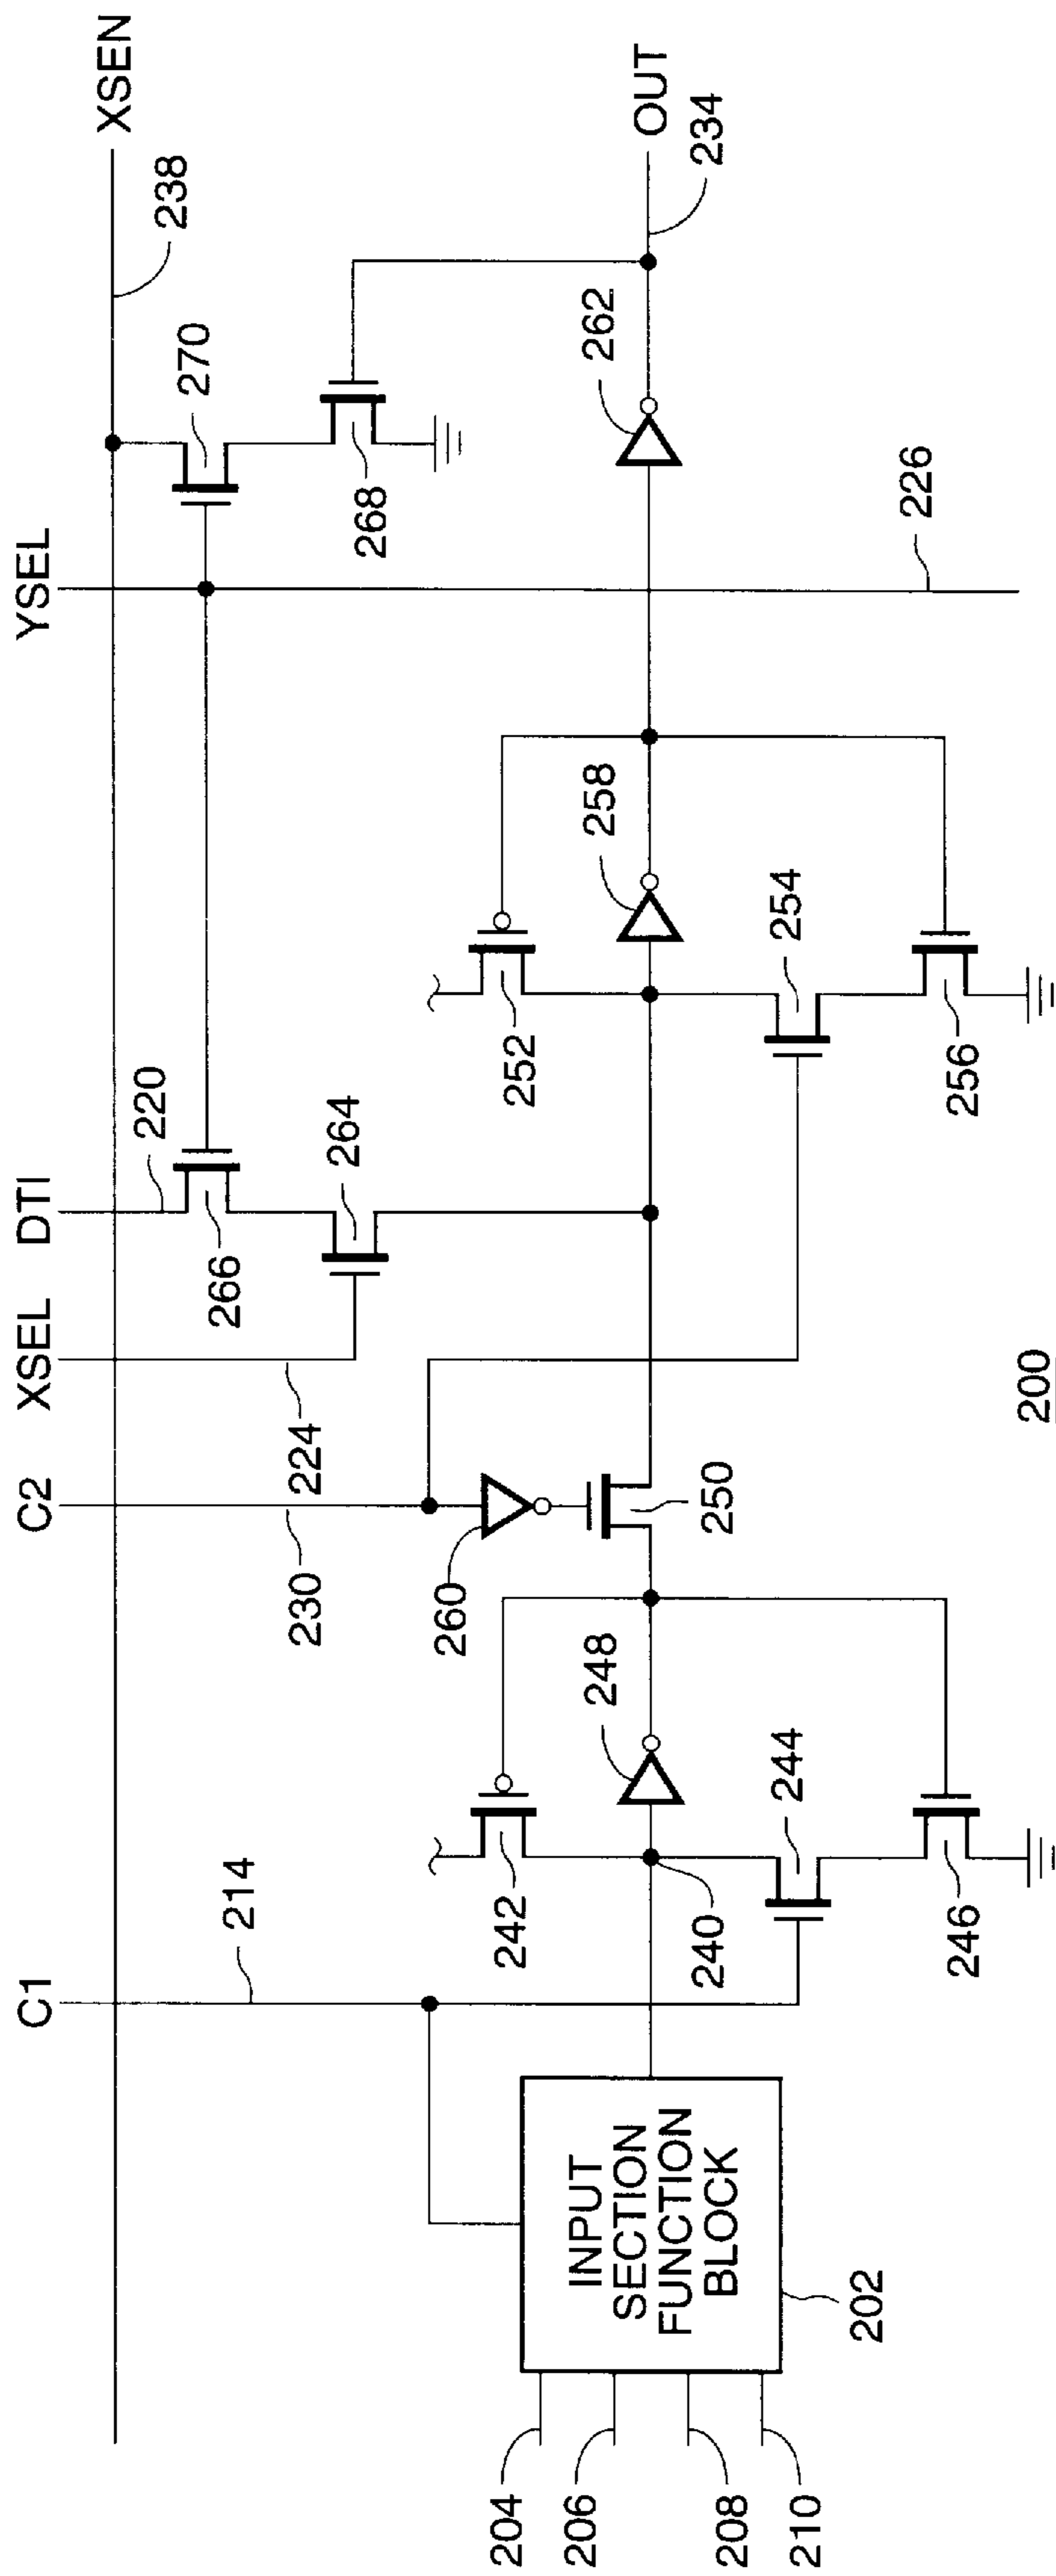 XSEN
238
YSEL
270
268
OUT
234
262
226
DTI
220
266
264
XSEL
224
C2
230
260
250
252
258
254
256
200
C1
214
242
248
240
244
246
INPUT
SECTION
FUNCTION
BLOCK
202
204
206
208
210